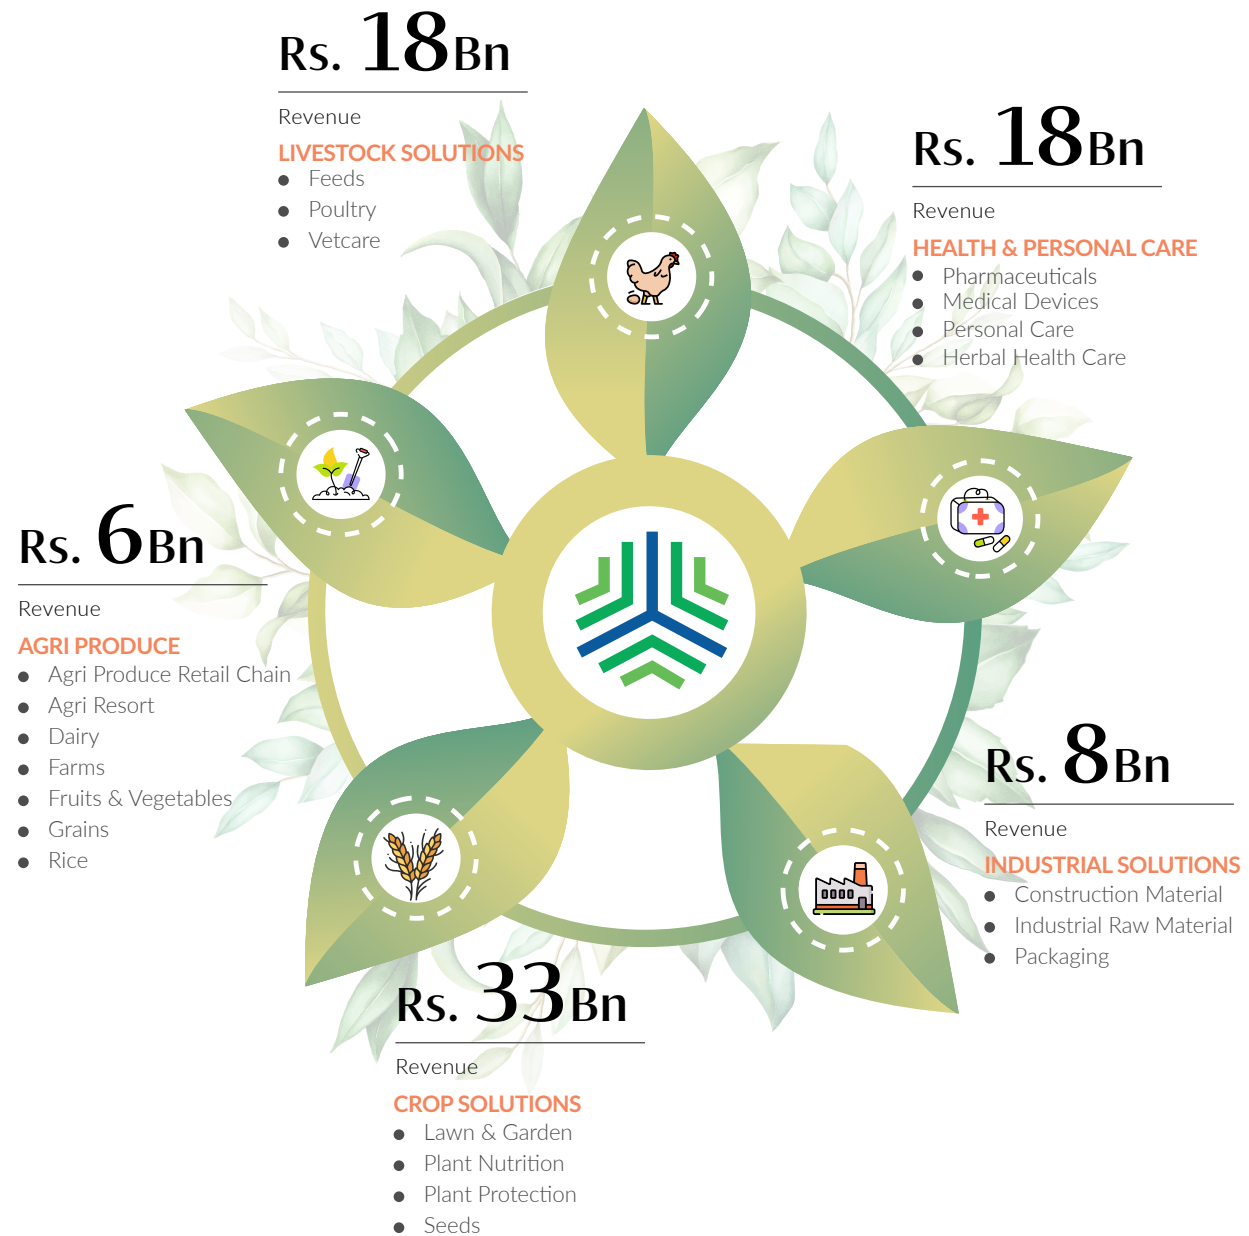 Rs. 18Bn
Revenue
LIVESTOCK SOLUTIONS
● Feeds
● Poultry
● Vetcare
Rs. 18Bn
Revenue
HEALTH & PERSONAL CARE
● Pharmaceuticals
● Medical Devices
● Personal Care
● Herbal Health Care
Rs. 6Bn
Revenue
AGRI PRODUCE
● Agri Produce Retail Chain
● Agri Resort
● Dairy
● Farms
● Fruits & Vegetables
● Grains
● Rice
Rs. 8Bn
Revenue
INDUSTRIAL SOLUTIONS
● Construction Material
● Industrial Raw Material
● Packaging
Rs. 33Bn
Revenue
CROP SOLUTIONS
● Lawn & Garden
● Plant Nutrition
● Plant Protection
● Seeds